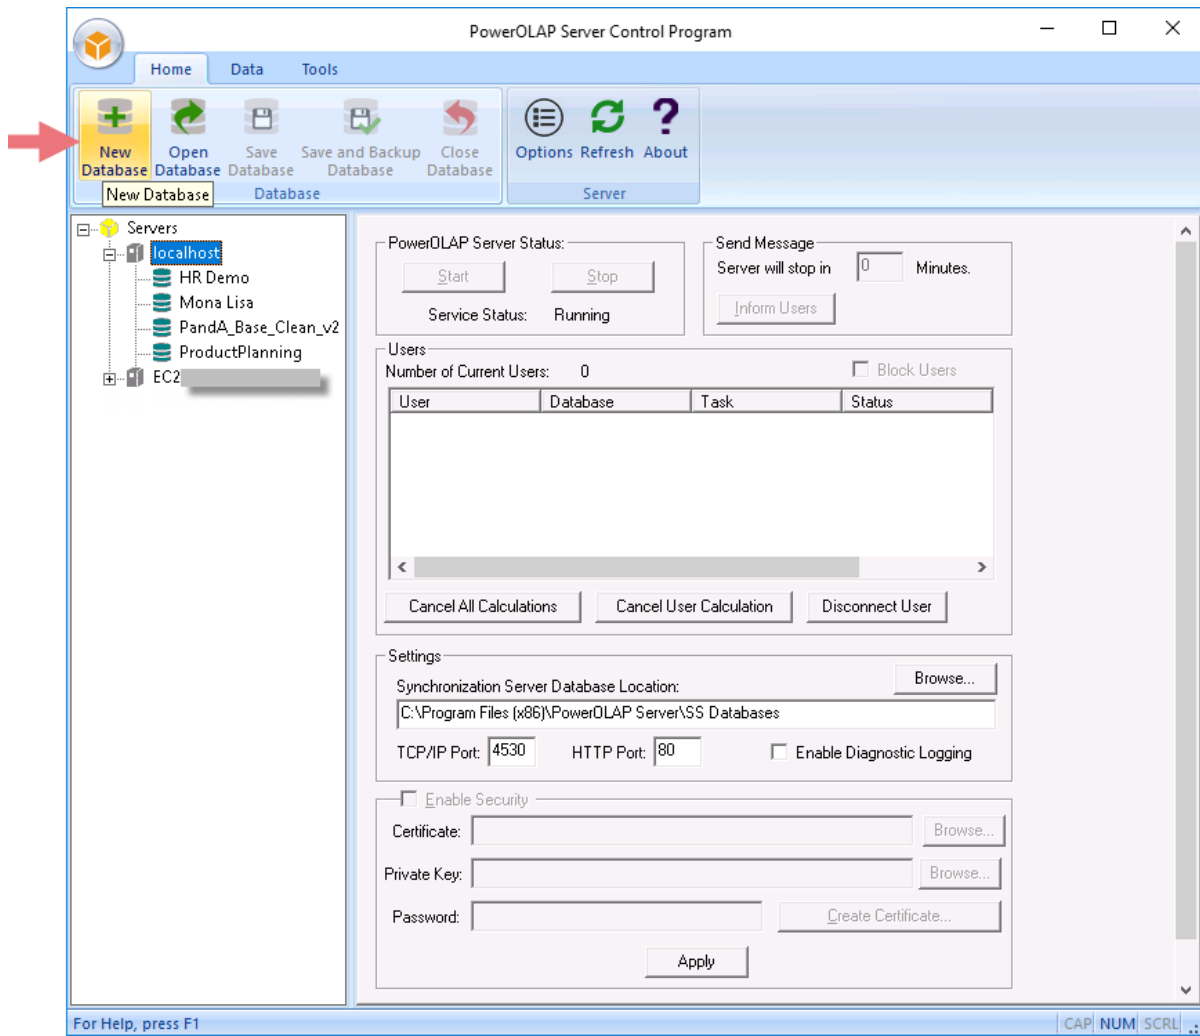 PowerOLAP Server Control Program
Home Data Tools
New Database
Open Database
Save Database
Save and Backup Database
Close Database
Options Refresh About
New Database
Database
Server
Servers
localhost
HR Demo
Mona Lisa
PandA_Base_Clean_v2
ProductPlanning
EC2
PowerOLAP Server Status:
Start Stop
Service Status: Running
Send Message
Server will stop in 0 Minutes.
Inform Users
Users
Number of Current Users: 0 Block Users
User Database Task Status
Cancel All Calculations Cancel User Calculation Disconnect User
Settings
Browse...
Synchronization Server Database Location:
C:\Program Files (x86)\PowerOLAP Server\SS Databases
TCP/IP Port: 4530 HTTP Port: 80 Enable Diagnostic Logging
Enable Security
Certificate: Browse...
Private Key: Browse...
Password: Create Certificate...
Apply
For Help, press F1 CAP NUM SCRL